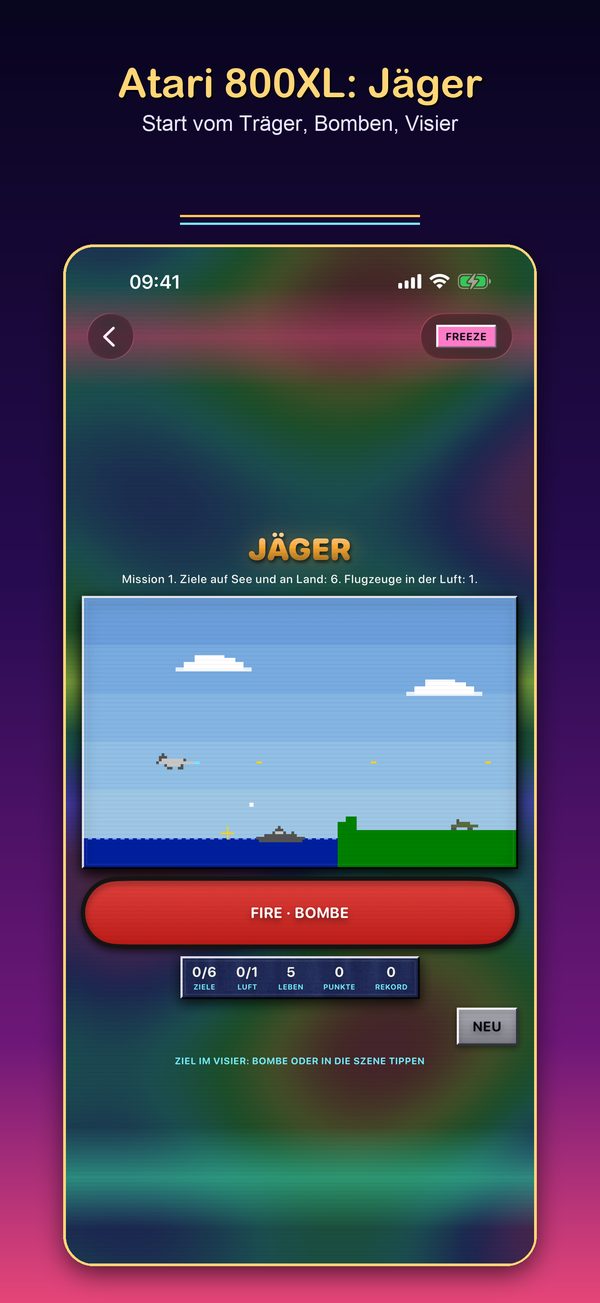 Atari 800XL: Jäger
Start vom Träger, Bomben, Visier
09:41
FREEZE
JÄGER
Mission 1. Ziele auf See und an Land: 6. Flugzeuge in der Luft: 1.
FIRE · BOMBE
0/6 0/1 5 0 0
ZIELE LUFT LEBEN PUNKTE REKORD
NEU
ZIEL IM VISIER: BOMBE ODER IN DIE SZENE TIPPEN